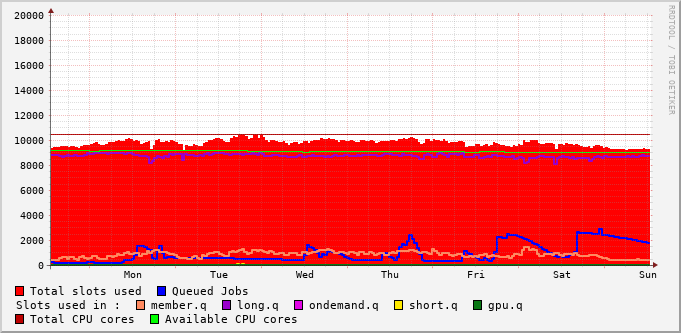 20000
18000
16000
14000
12000
10000
8000
6000
4000
2000
0
Mon Tue Wed Thu Fri Sat Sun
Total slots used Queued Jobs
Slots used in : member.q long.q ondemand.q short.q gpu.q
Total CPU cores Available CPU cores
RRDTOOL / TOBI OETIKER